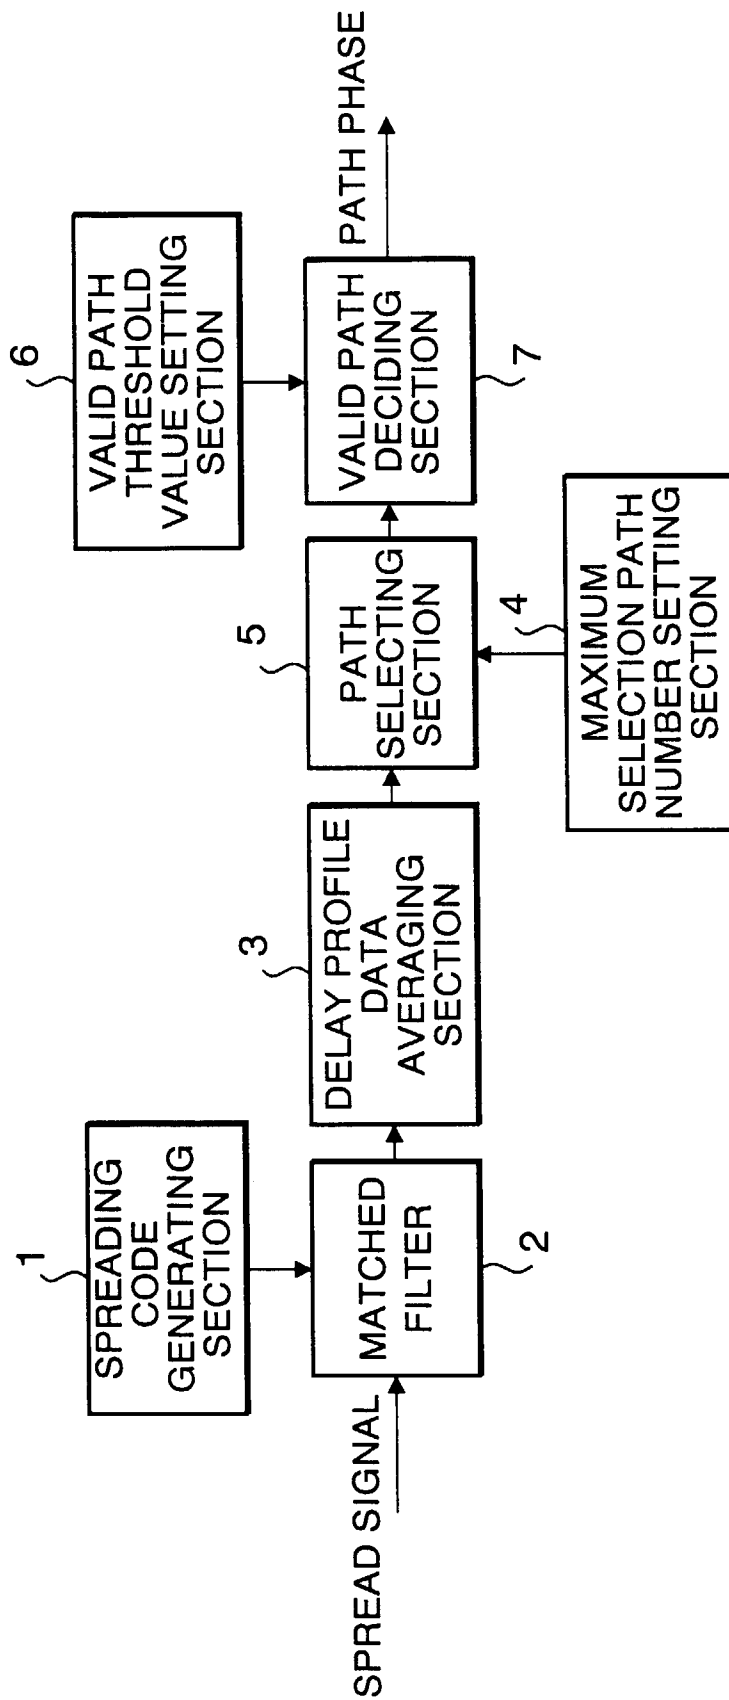 SPREAD SIGNAL
1
SPREADING
CODE
GENERATING
SECTION
MATCHED
FILTER
2
3
DELAY PROFILE
DATA
AVERAGING
SECTION
5
PATH
SELECTING
SECTION
4
MAXIMUM
SELECTION PATH
NUMBER SETTING
SECTION
6
VALID PATH
THRESHOLD
VALUE SETTING
SECTION
VALID PATH
DECIDING
SECTION
7
PATH PHASE